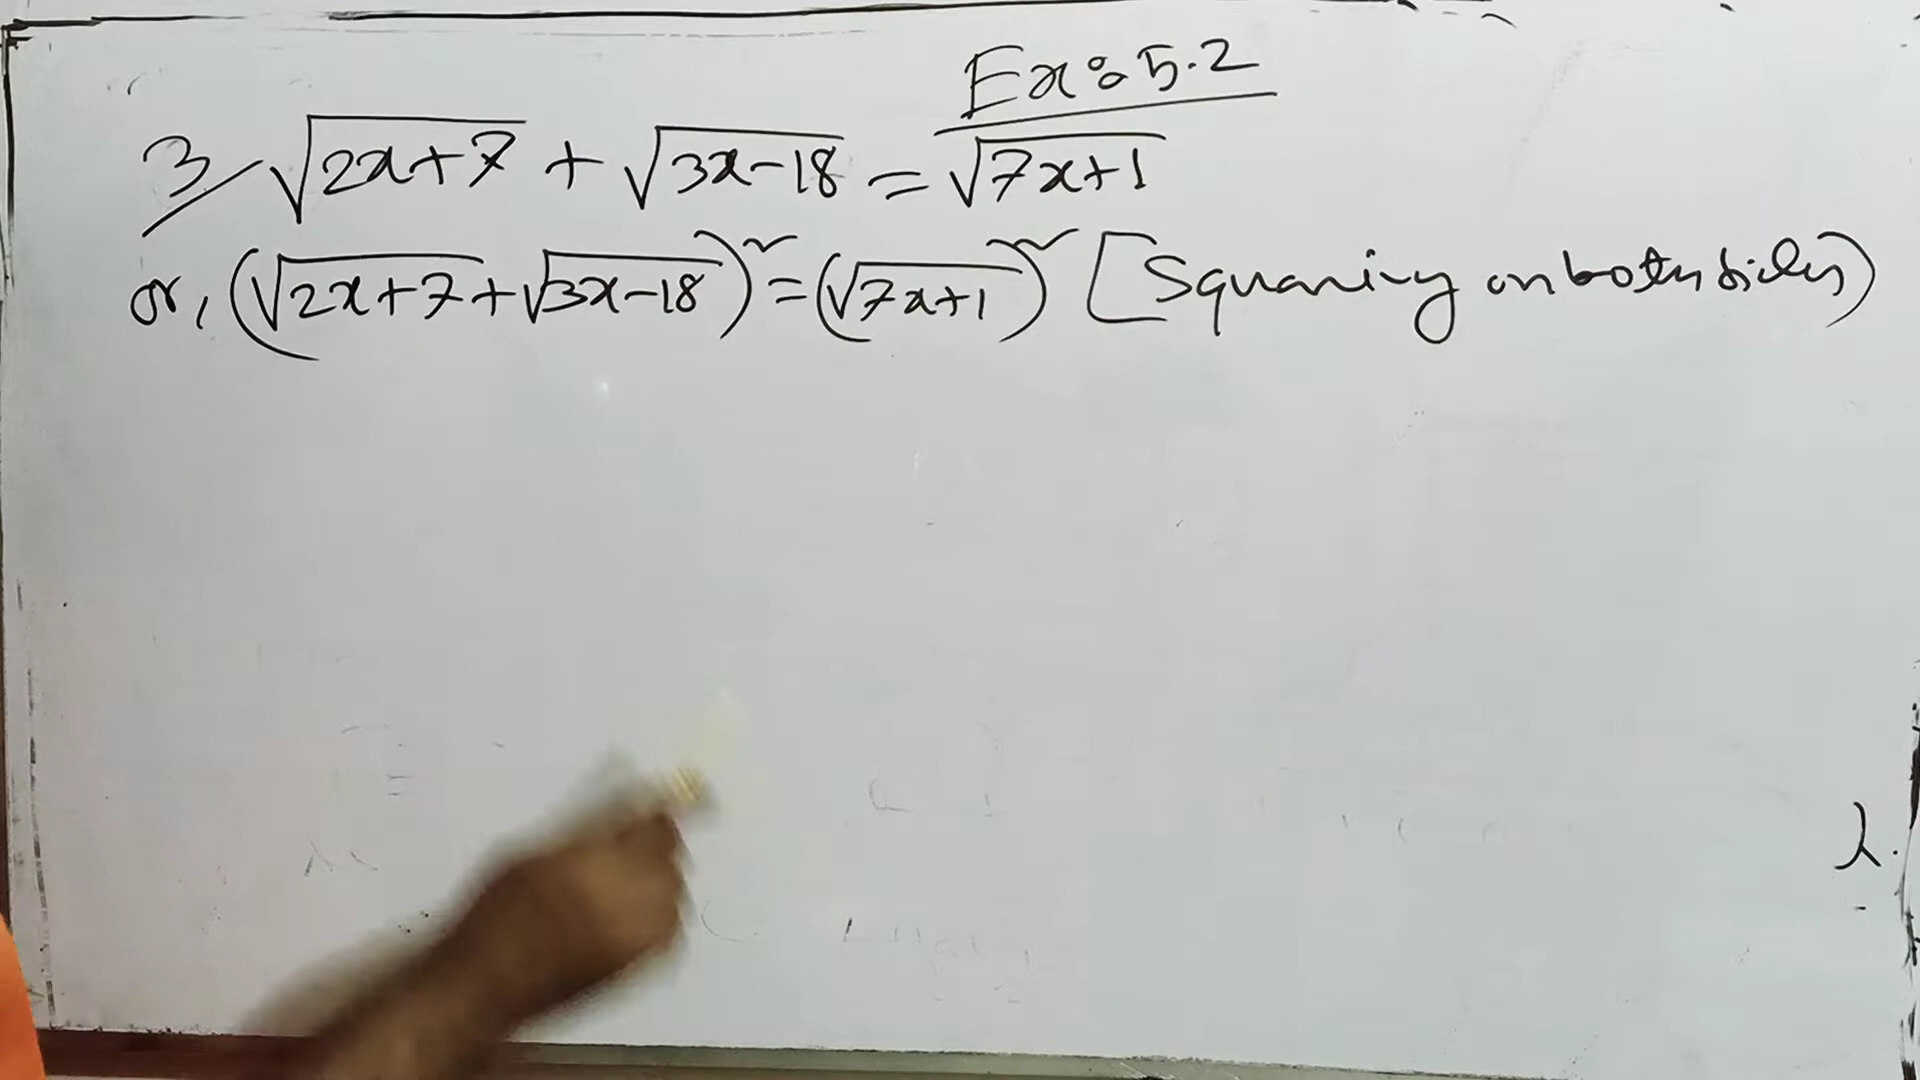 Ex: 5.2
3/ √2x+7 + √3x-18 = √7x+1
or, (√2x+7 + √3x-18)² = (√7x+1)² [Squaring on both sides]